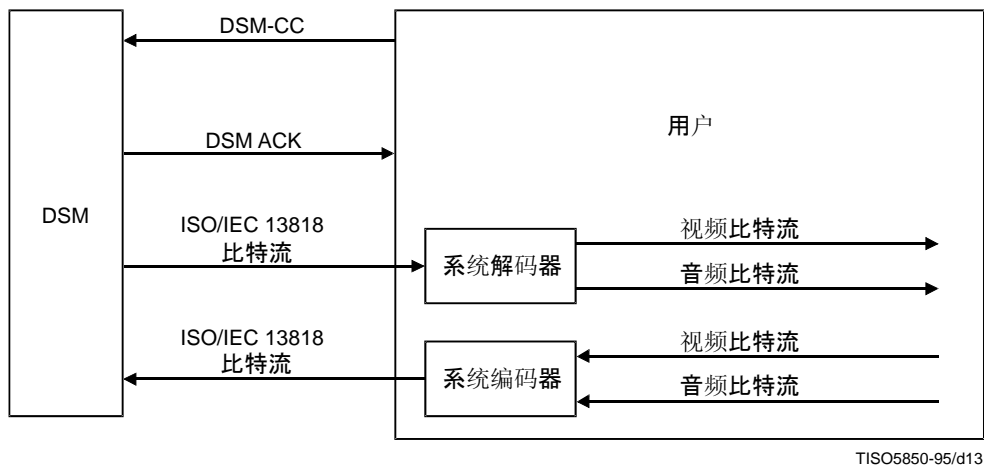 DSM-CC
用户
DSM ACK
DSM
ISO/IEC 13818
比特流
视频比特流
系统解码器
音频比特流
ISO/IEC 13818
比特流
视频比特流
系统编码器
音频比特流
TISO5850-95/d13